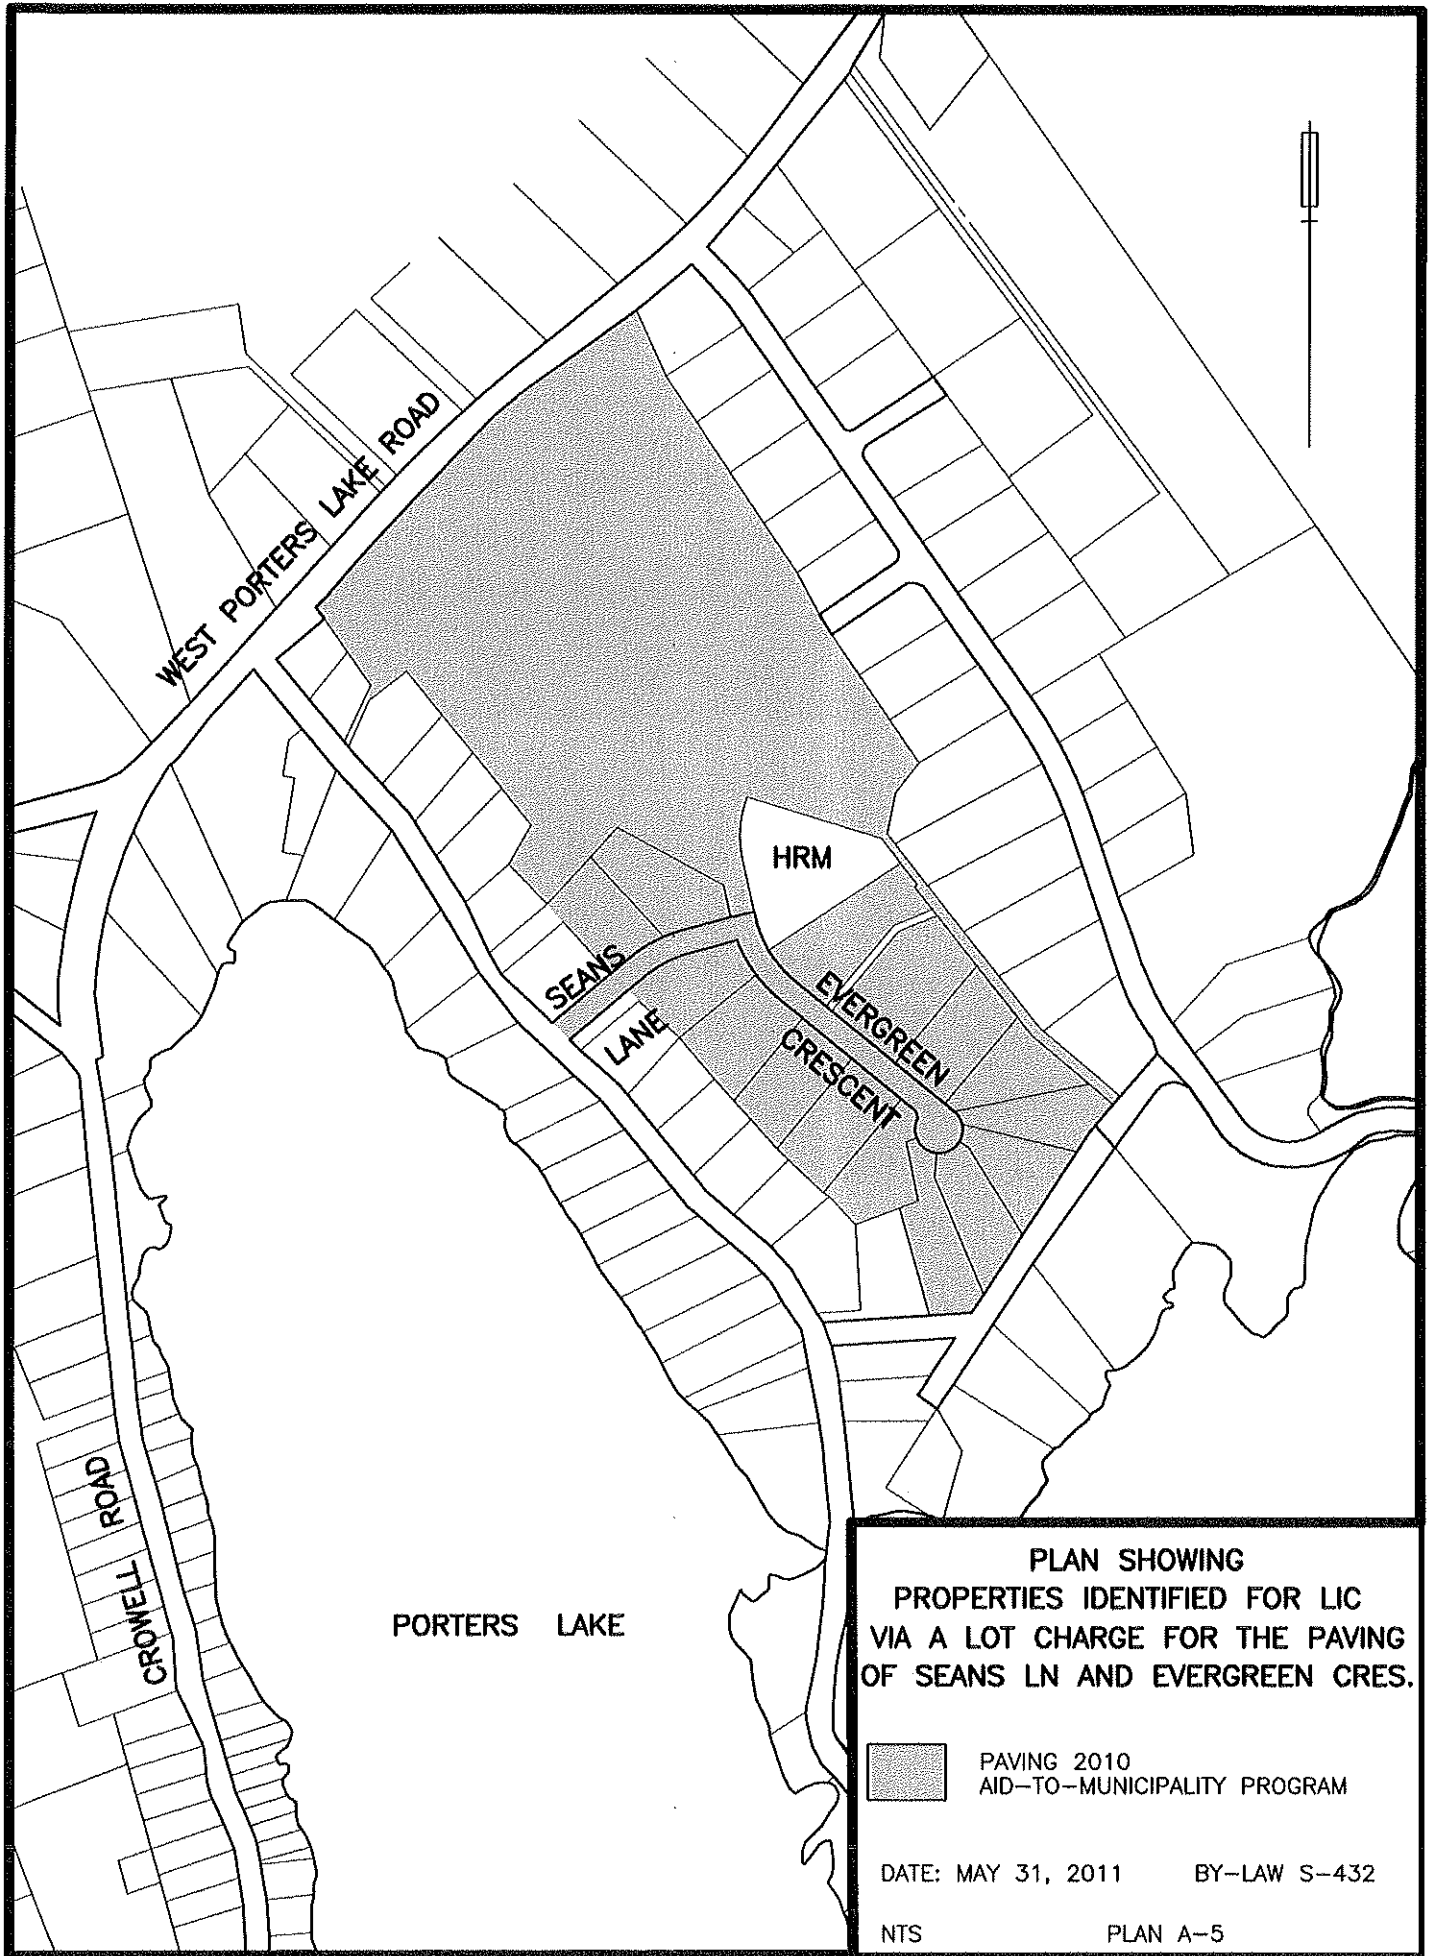 WEST PORTERS LAKE ROAD
HRM
SEANS
LANE
EVERGREEN
CRESCENT
CROWELL ROAD
PORTERS LAKE
PLAN SHOWING
PROPERTIES IDENTIFIED FOR LIC
VIA A LOT CHARGE FOR THE PAVING
OF SEANS LN AND EVERGREEN CRES.
PAVING 2010
AID-TO-MUNICIPALITY PROGRAM
DATE: MAY 31, 2011 BY-LAW S-432
NTS PLAN A-5